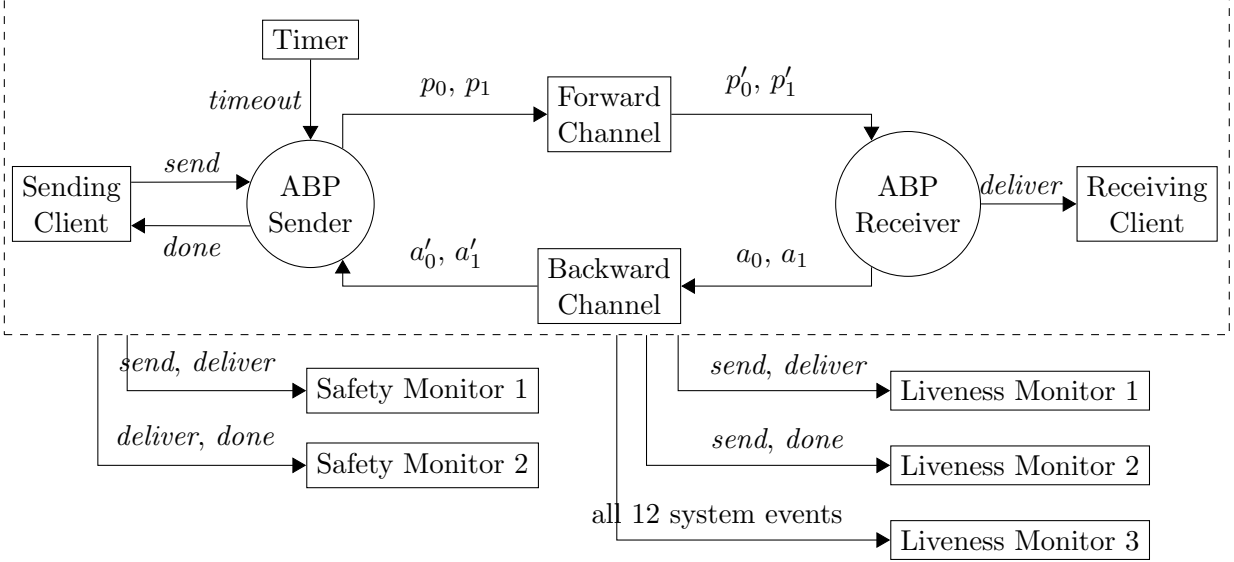 Timer
timeout
p₀, p₁
Forward
Channel
p′₀, p′₁
Sending
Client
send
done
ABP
Sender
ABP
Receiver
deliver
Receiving
Client
a′₀, a′₁
Backward
Channel
a₀, a₁
send, deliver
Safety Monitor 1
deliver, done
Safety Monitor 2
send, deliver
Liveness Monitor 1
send, done
Liveness Monitor 2
all 12 system events
Liveness Monitor 3